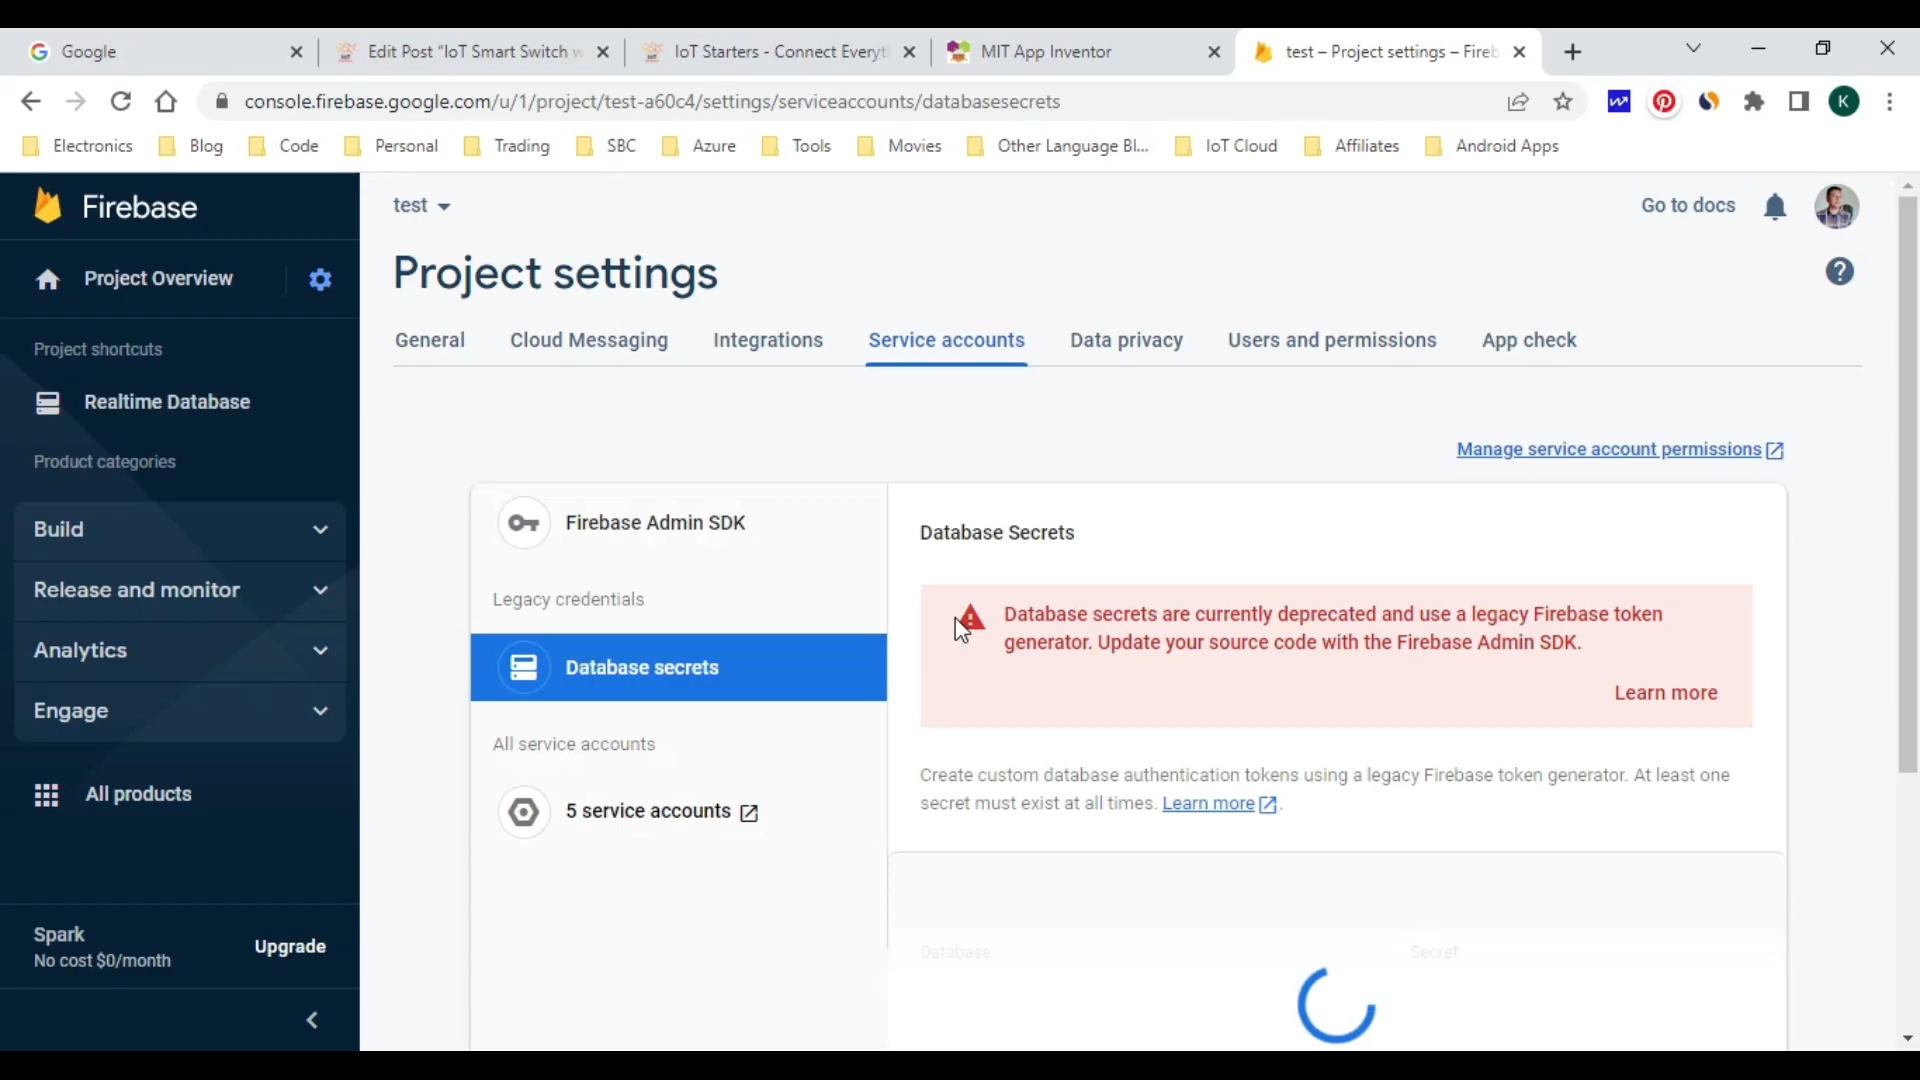 Google
Edit Post “IoT Smart Switch w
IoT Starters - Connect Everyt
MIT App Inventor
test – Project settings – Fireb
console.firebase.google.com/u/1/project/test-a60c4/settings/serviceaccounts/databasesecrets
K
Electronics
Blog
Code
Personal
Trading
SBC
Azure
Tools
Movies
Other Language Bl...
IoT Cloud
Affiliates
Android Apps
Firebase
test
Go to docs
Project Overview
Project settings
General
Cloud Messaging
Integrations
Service accounts
Data privacy
Users and permissions
App check
Project shortcuts
Realtime Database
Product categories
Build
Release and monitor
Analytics
Engage
All products
Spark
No cost $0/month
Upgrade
Manage service account permissions
Firebase Admin SDK
Legacy credentials
Database secrets
All service accounts
5 service accounts
Database Secrets
Database secrets are currently deprecated and use a legacy Firebase token
generator. Update your source code with the Firebase Admin SDK.
Learn more
Create custom database authentication tokens using a legacy Firebase token generator. At least one
secret must exist at all times. Learn more .
Database
Secret